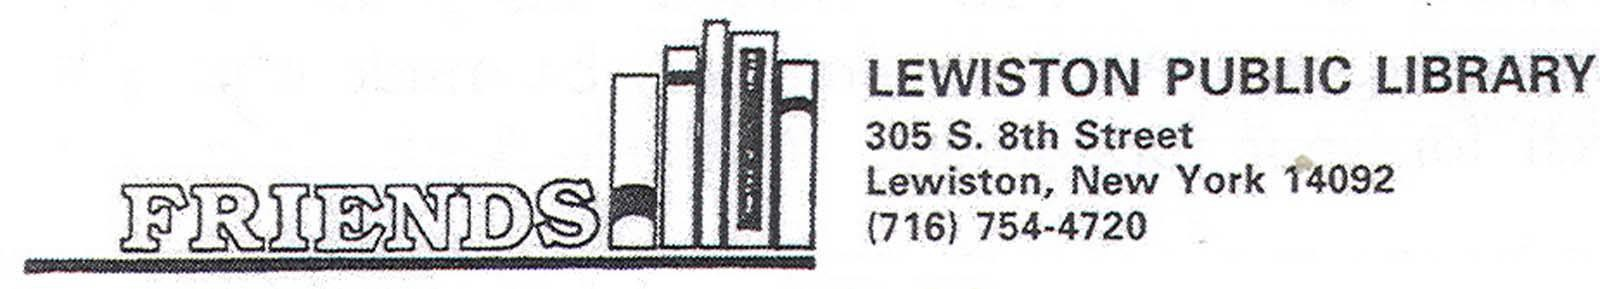 FRIENDS
LEWISTON PUBLIC LIBRARY
305 S. 8th Street
Lewiston, New York 14092
(716) 754-4720